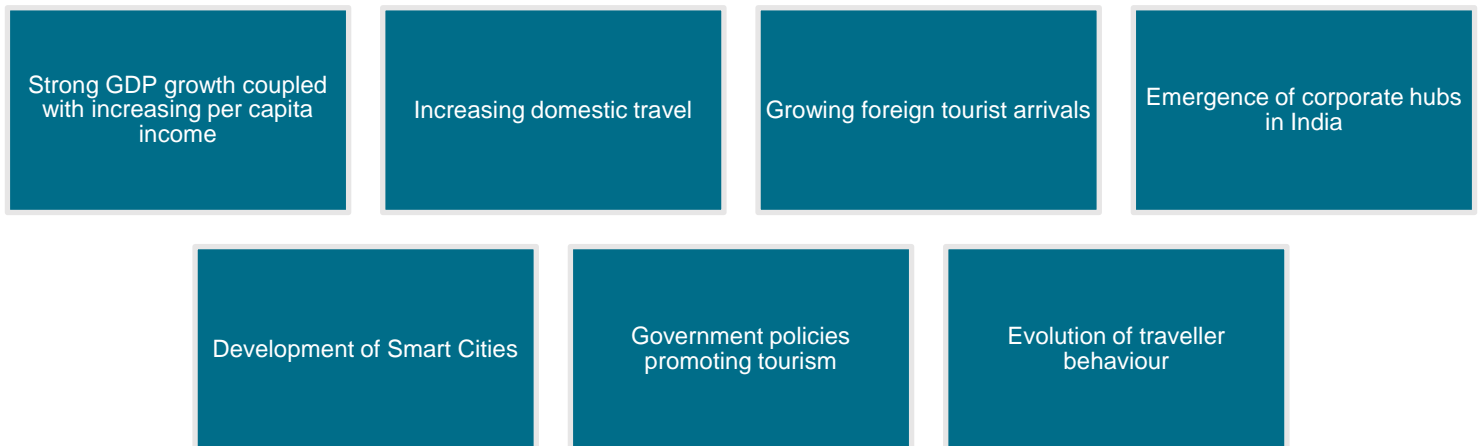 Strong GDP growth coupled
with increasing per capita
income
Increasing domestic travel
Growing foreign tourist arrivals
Emergence of corporate hubs
in India
Development of Smart Cities
Government policies
promoting tourism
Evolution of traveller
behaviour